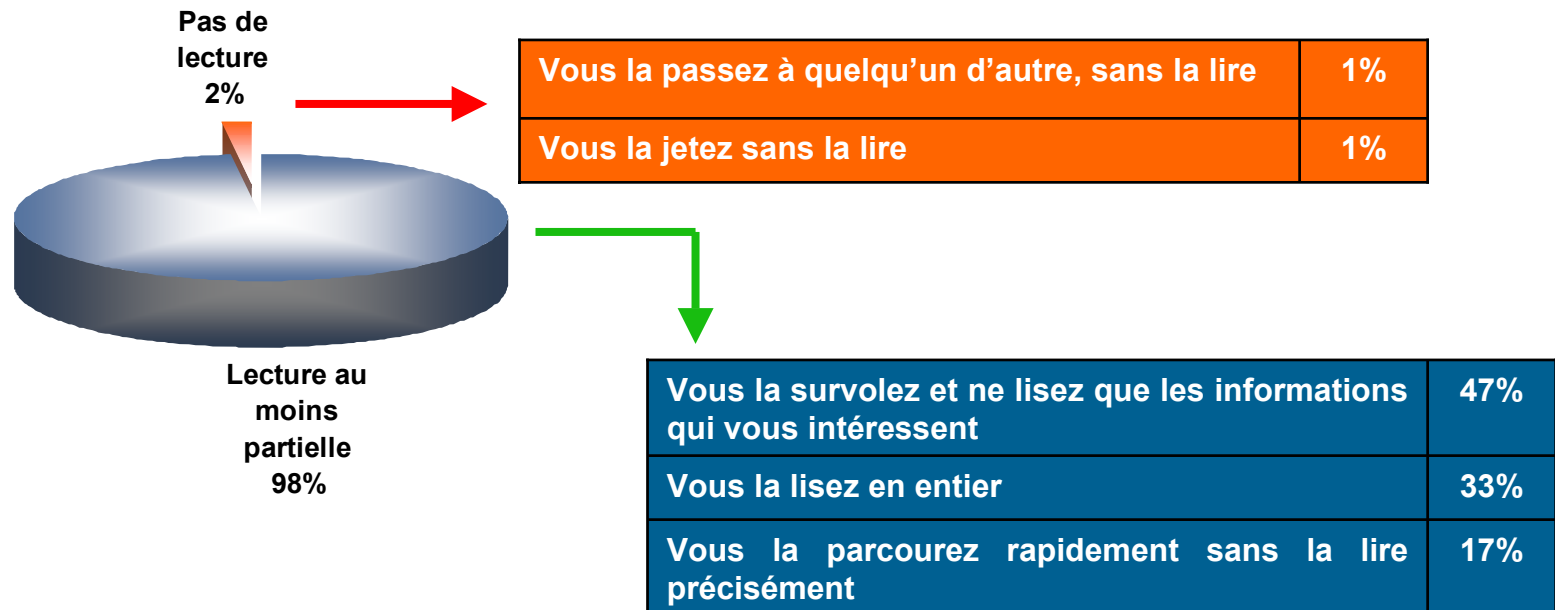 Pas de
lecture
2%
Vous la passez à quelqu’un d’autre, sans la lire 1%
Vous la jetez sans la lire 1%
Lecture au
moins
partielle
98%
Vous la survolez et ne lisez que les informations 47%
qui vous intéressent
Vous la lisez en entier 33%
Vous la parcourez rapidement sans la lire 17%
précisément